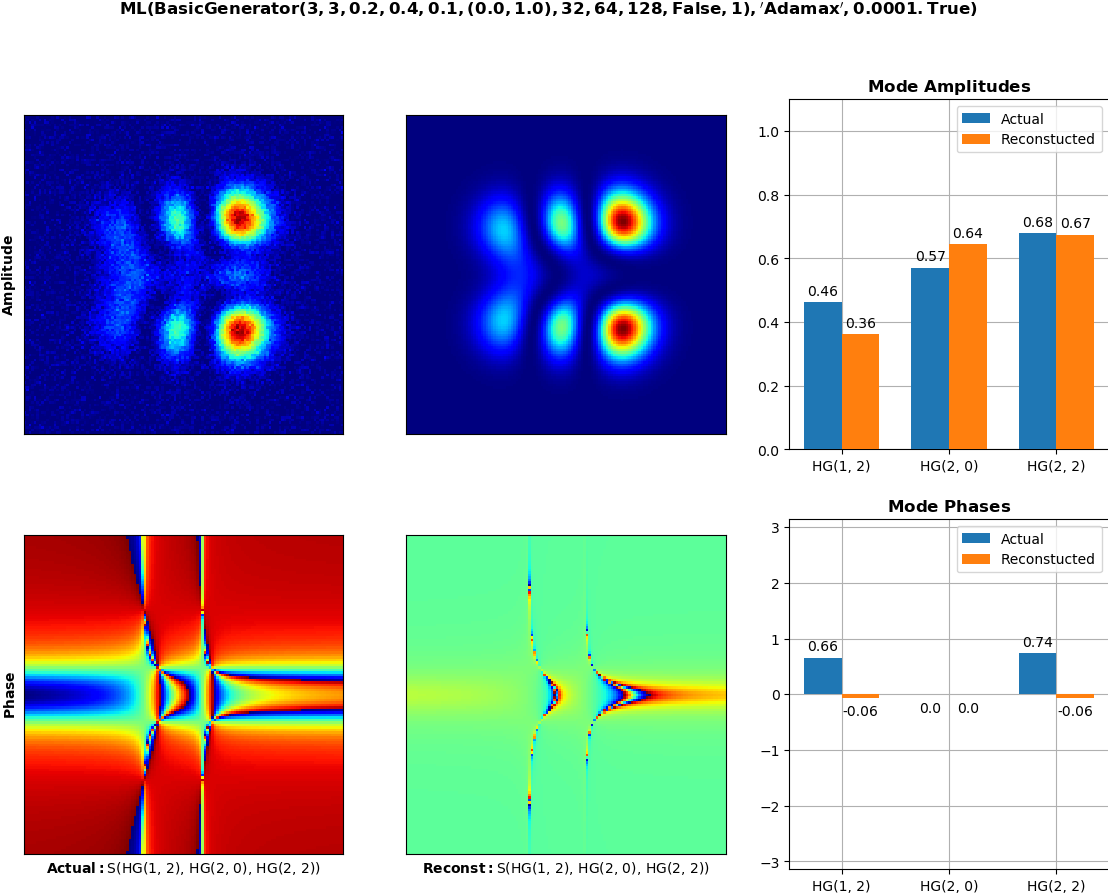 ML(BasicGenerator(3, 3, 0.2, 0.4, 0.1, (0.0, 1.0), 32, 64, 128, False, 1), 'Adamax', 0.0001. True)
Amplitude
Mode Amplitudes
Actual
Reconstucted
1.0
0.8
0.6
0.4
0.2
0.0
0.46
0.36
0.57
0.64
0.68
0.67
HG(1, 2)
HG(2, 0)
HG(2, 2)
Phase
Actual: S(HG(1, 2), HG(2, 0), HG(2, 2))
Reconst: S(HG(1, 2), HG(2, 0), HG(2, 2))
Mode Phases
Actual
Reconstucted
3
2
1
0
−1
−2
−3
0.66
-0.06
0.0
0.0
0.74
-0.06
HG(1, 2)
HG(2, 0)
HG(2, 2)